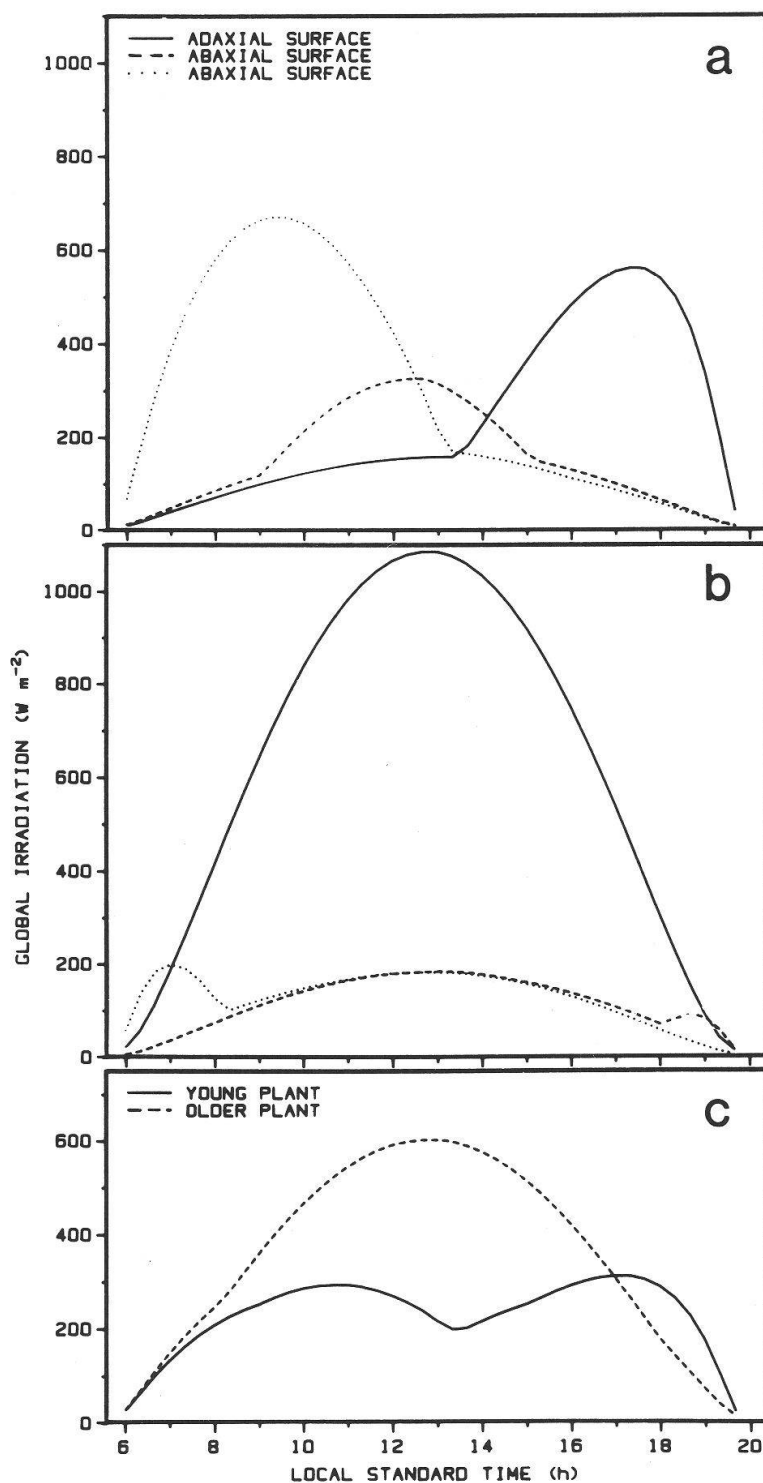 ADAXIAL SURFACE
ABAXIAL SURFACE
ABAXIAL SURFACE
a
1000
800
600
400
200
0
b
1000
800
600
400
200
0
GLOBAL IRRADIATION (W m⁻²)
YOUNG PLANT
OLDER PLANT
c
600
400
200
0
6 8 10 12 14 16 18 20
LOCAL STANDARD TIME (h)